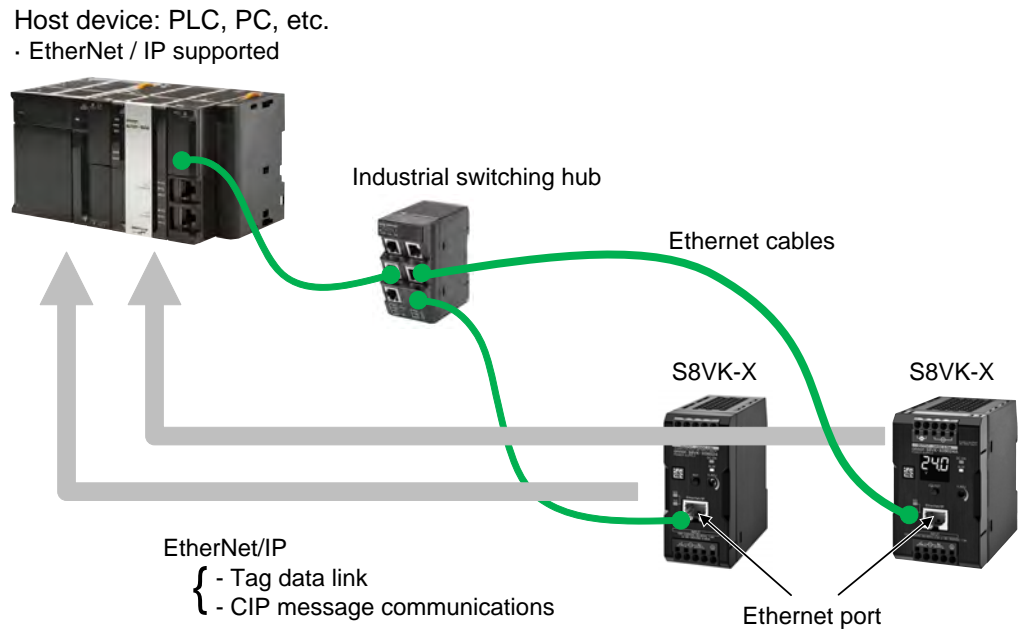 Host device: PLC, PC, etc.
· EtherNet / IP supported
Industrial switching hub
Ethernet cables
S8VK-X
S8VK-X
24.0
EtherNet/IP
- Tag data link
- CIP message communications
Ethernet port